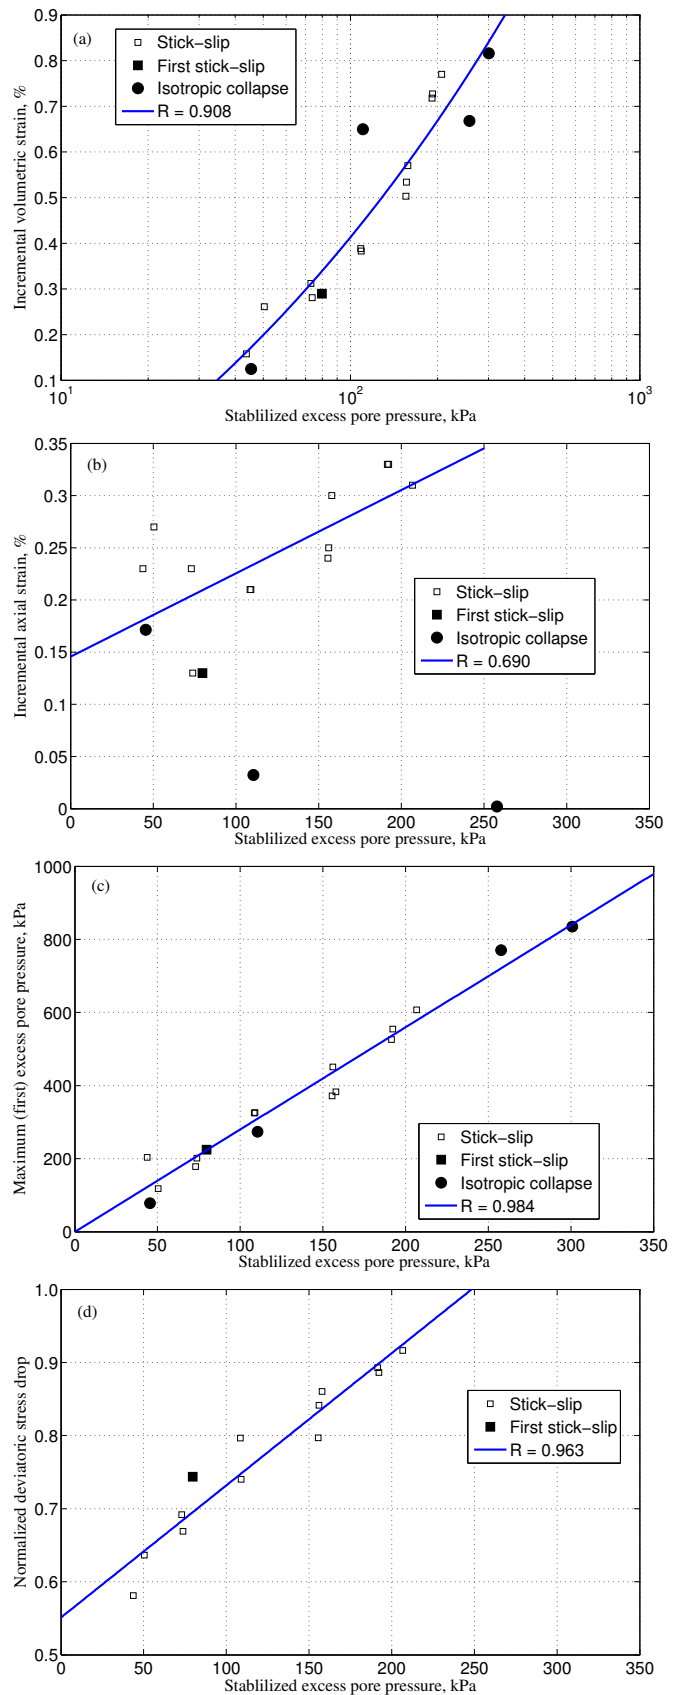 (a)
Stick-slip
First stick-slip
Isotropic collapse
R = 0.908
Incremental volumetric strain, %
0.9
0.8
0.7
0.6
0.5
0.4
0.3
0.2
0.1
10^1
10^2
10^3
Stablilized excess pore pressure, kPa
(b)
Incremental axial strain, %
0.35
0.3
0.25
0.2
0.15
0.1
0.05
0
Stick-slip
First stick-slip
Isotropic collapse
R = 0.690
0 50 100 150 200 250 300 350
Stablilized excess pore pressure, kPa
(c)
Maximum (first) excess pore pressure, kPa
1000
800
600
400
200
0
Stick-slip
First stick-slip
Isotropic collapse
R = 0.984
0 50 100 150 200 250 300 350
Stablilized excess pore pressure, kPa
(d)
Normalized deviatoric stress drop
1.0
0.9
0.8
0.7
0.6
0.5
Stick-slip
First stick-slip
R = 0.963
0 50 100 150 200 250 300 350
Stablilized excess pore pressure, kPa